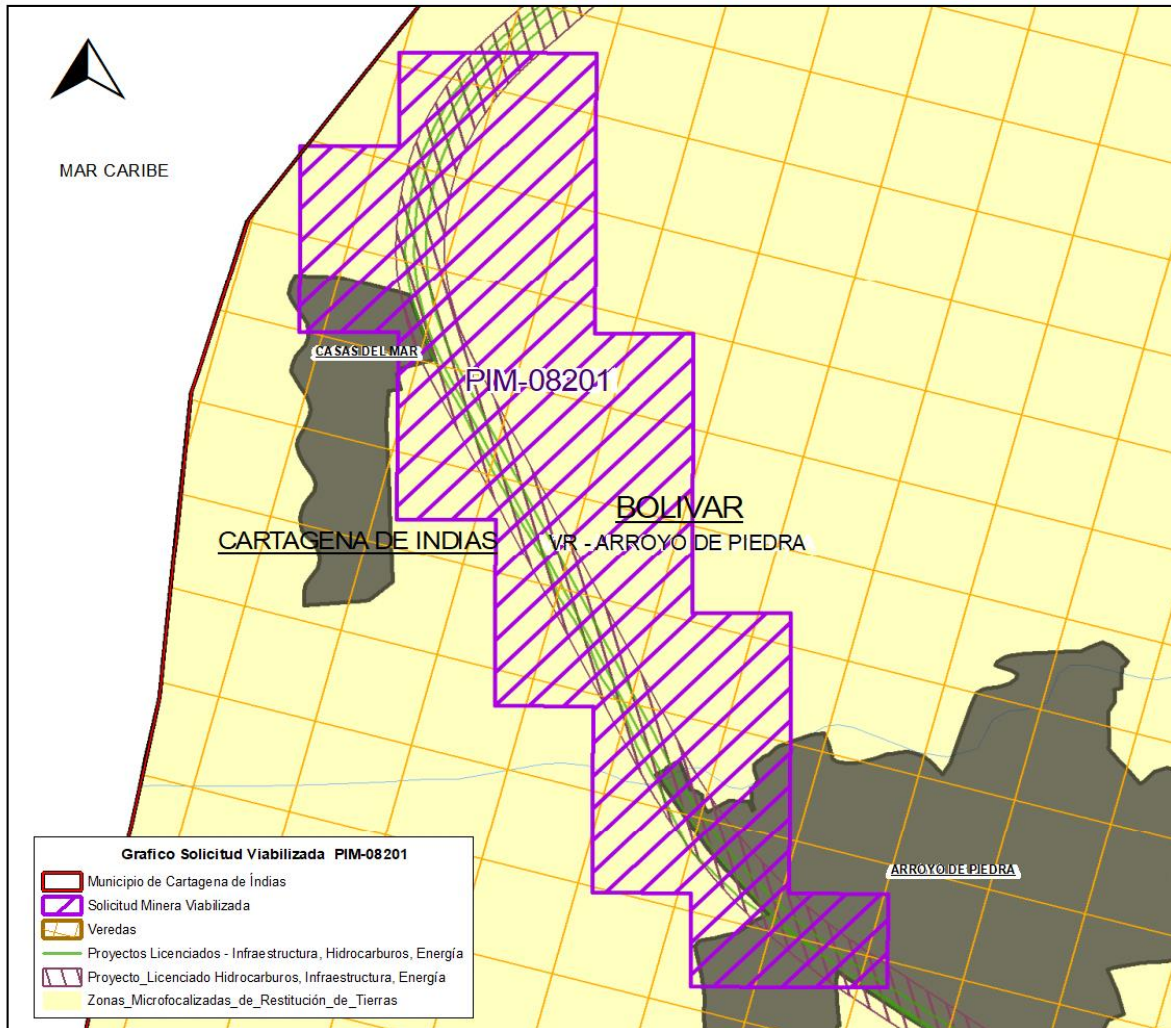 MAR CARIBE
CASAS DEL MAR
PIM-08201
BOLIVAR
CARTAGENA DE INDIAS
VR - ARROYO DE PIEDRA
ARROYO DE PIEDRA
Grafico Solicitud Viabilizada PIM-08201
Municipio de Cartagena de Índias
Solicitud Minera Viabilizada
Veredas
Proyectos Licenciados - Infraestructura, Hidrocarburos, Energía
Proyecto_Licenciado Hidrocarburos, Infraestructura, Energía
Zonas_Microfocalizadas_de_Restitución_de_Tierras